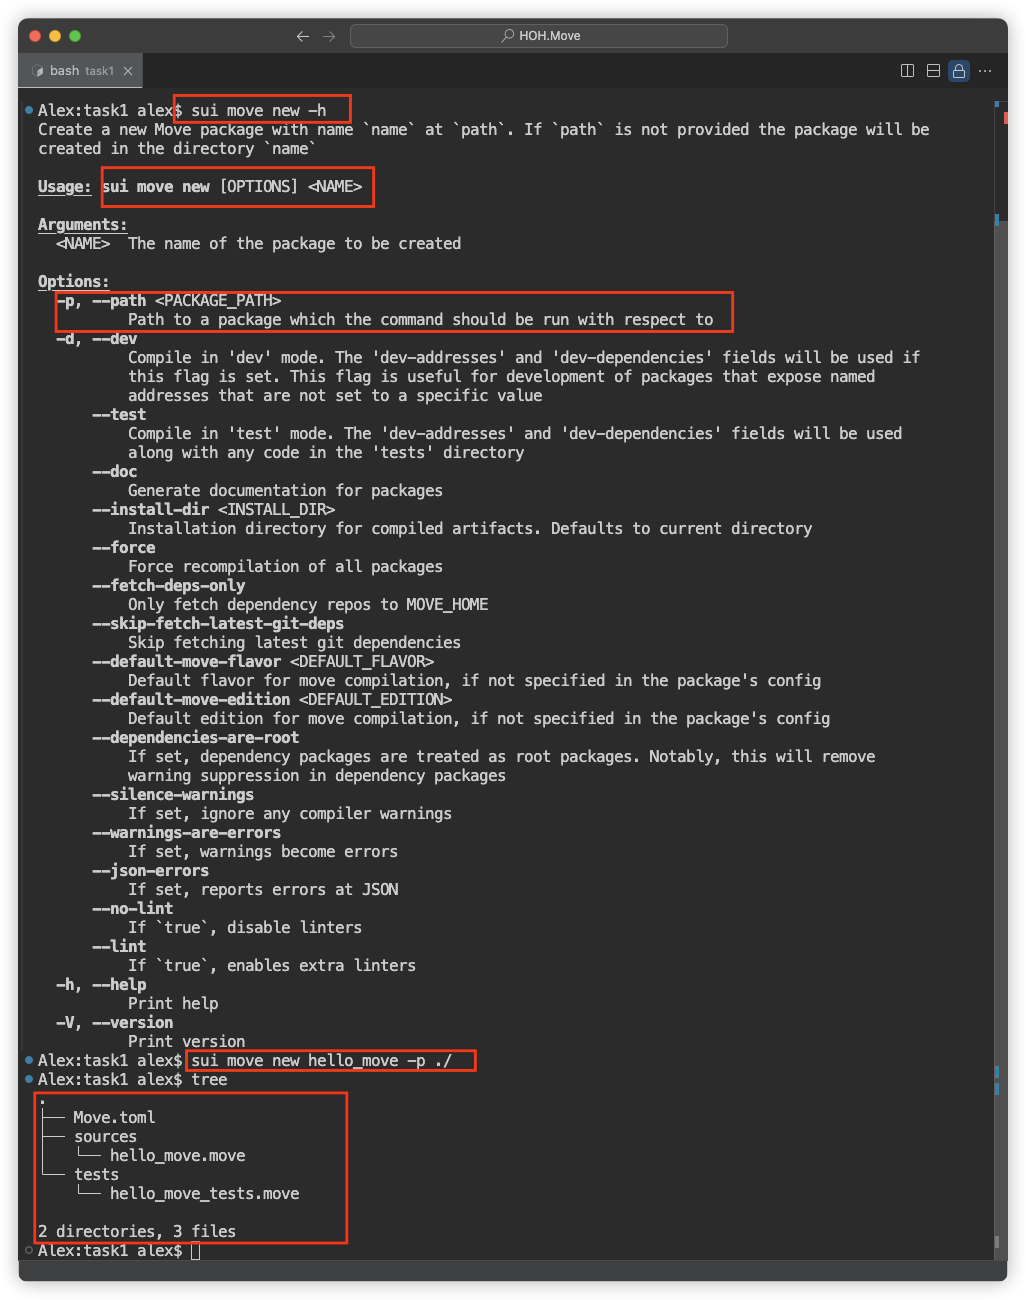 HOH.Move
bash task1
Alex:task1 alex$ sui move new -h
Create a new Move package with name `name` at `path`. If `path` is not provided the package will be
created in the directory `name`
Usage: sui move new [OPTIONS] <NAME>
Arguments:
<NAME>  The name of the package to be created
Options:
-p, --path <PACKAGE_PATH>
Path to a package which the command should be run with respect to
-d, --dev
Compile in 'dev' mode. The 'dev-addresses' and 'dev-dependencies' fields will be used if
this flag is set. This flag is useful for development of packages that expose named
addresses that are not set to a specific value
--test
Compile in 'test' mode. The 'dev-addresses' and 'dev-dependencies' fields will be used
along with any code in the 'tests' directory
--doc
Generate documentation for packages
--install-dir <INSTALL_DIR>
Installation directory for compiled artifacts. Defaults to current directory
--force
Force recompilation of all packages
--fetch-deps-only
Only fetch dependency repos to MOVE_HOME
--skip-fetch-latest-git-deps
Skip fetching latest git dependencies
--default-move-flavor <DEFAULT_FLAVOR>
Default flavor for move compilation, if not specified in the package's config
--default-move-edition <DEFAULT_EDITION>
Default edition for move compilation, if not specified in the package's config
--dependencies-are-root
If set, dependency packages are treated as root packages. Notably, this will remove
warning suppression in dependency packages
--silence-warnings
If set, ignore any compiler warnings
--warnings-are-errors
If set, warnings become errors
--json-errors
If set, reports errors at JSON
--no-lint
If `true`, disable linters
--lint
If `true`, enables extra linters
-h, --help
Print help
-V, --version
Print version
Alex:task1 alex$ sui move new hello_move -p ./
Alex:task1 alex$ tree
.
├── Move.toml
├── sources
│   └── hello_move.move
└── tests
    └── hello_move_tests.move
2 directories, 3 files
Alex:task1 alex$